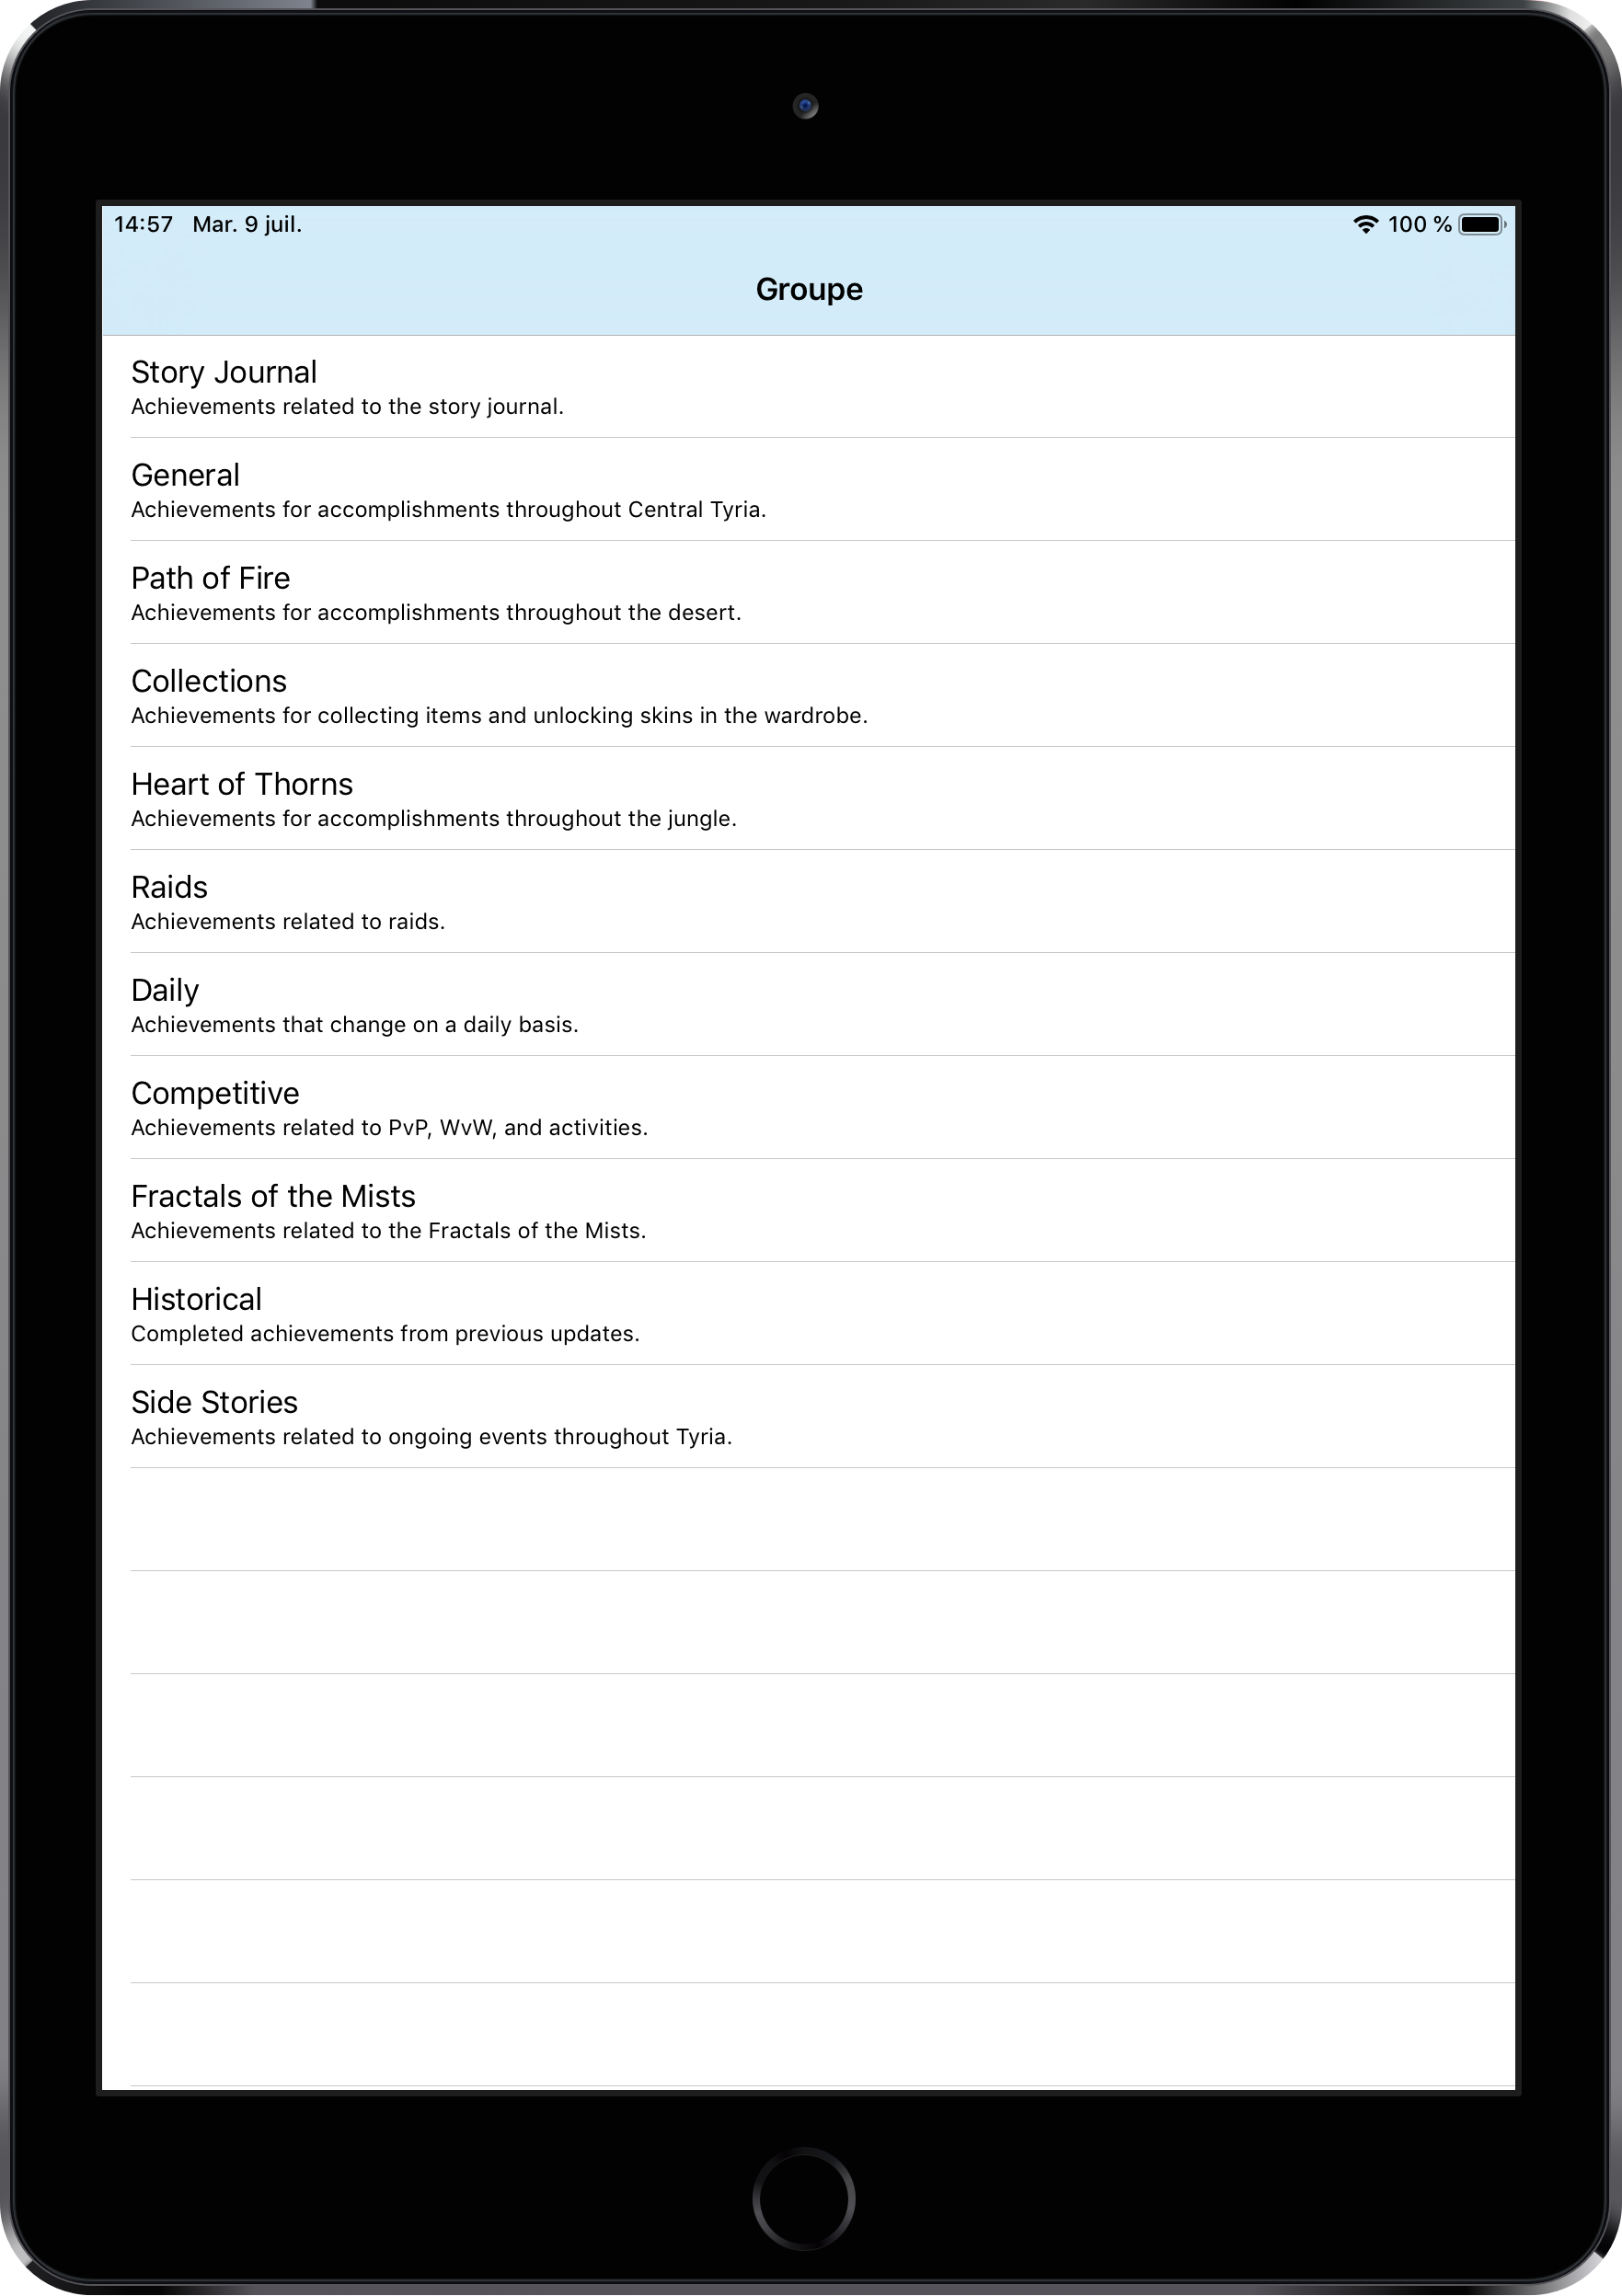 14:57 Mar. 9 juil. 100 %
Groupe
Story Journal
Achievements related to the story journal.
General
Achievements for accomplishments throughout Central Tyria.
Path of Fire
Achievements for accomplishments throughout the desert.
Collections
Achievements for collecting items and unlocking skins in the wardrobe.
Heart of Thorns
Achievements for accomplishments throughout the jungle.
Raids
Achievements related to raids.
Daily
Achievements that change on a daily basis.
Competitive
Achievements related to PvP, WvW, and activities.
Fractals of the Mists
Achievements related to the Fractals of the Mists.
Historical
Completed achievements from previous updates.
Side Stories
Achievements related to ongoing events throughout Tyria.